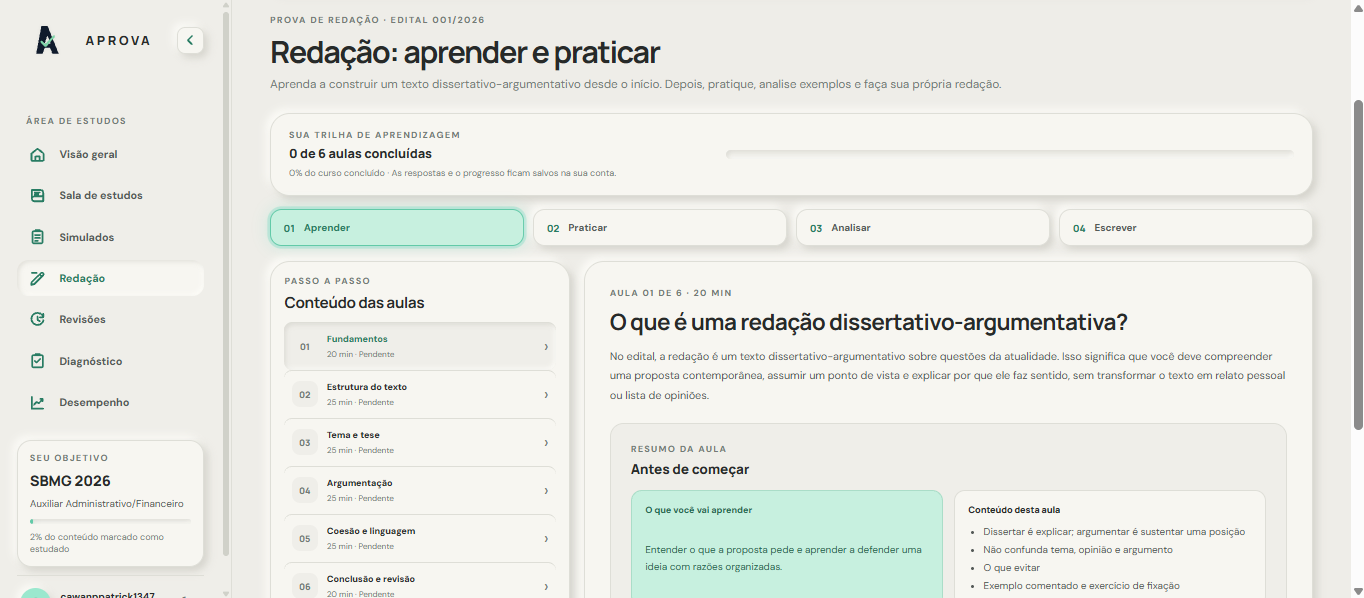 APROVA
ÁREA DE ESTUDOS
Visão geral
Sala de estudos
Simulados
Redação
Revisões
Diagnóstico
Desempenho
SEU OBJETIVO
SBMG 2026
Auxiliar Administrativo/Financeiro
2% do conteúdo marcado como
estudado
cawannpatrick1347
PROVA DE REDAÇÃO · EDITAL 001/2026
Redação: aprender e praticar
Aprenda a construir um texto dissertativo-argumentativo desde o início. Depois, pratique, analise exemplos e faça sua própria redação.
SUA TRILHA DE APRENDIZAGEM
0 de 6 aulas concluídas
0% do curso concluído · As respostas e o progresso ficam salvos na sua conta.
01 Aprender
02 Praticar
03 Analisar
04 Escrever
PASSO A PASSO
Conteúdo das aulas
01 Fundamentos
20 min · Pendente
02 Estrutura do texto
25 min · Pendente
03 Tema e tese
25 min · Pendente
04 Argumentação
25 min · Pendente
05 Coesão e linguagem
25 min · Pendente
06 Conclusão e revisão
20 min · Pendente
AULA 01 DE 6 · 20 MIN
O que é uma redação dissertativo-argumentativa?
No edital, a redação é um texto dissertativo-argumentativo sobre questões da atualidade. Isso significa que você deve compreender
uma proposta contemporânea, assumir um ponto de vista e explicar por que ele faz sentido, sem transformar o texto em relato pessoal
ou lista de opiniões.
RESUMO DA AULA
Antes de começar
O que você vai aprender
Entender o que a proposta pede e aprender a defender uma
ideia com razões organizadas.
Conteúdo desta aula
Dissertar é explicar; argumentar é sustentar uma posição
Não confunda tema, opinião e argumento
O que evitar
Exemplo comentado e exercício de fixação